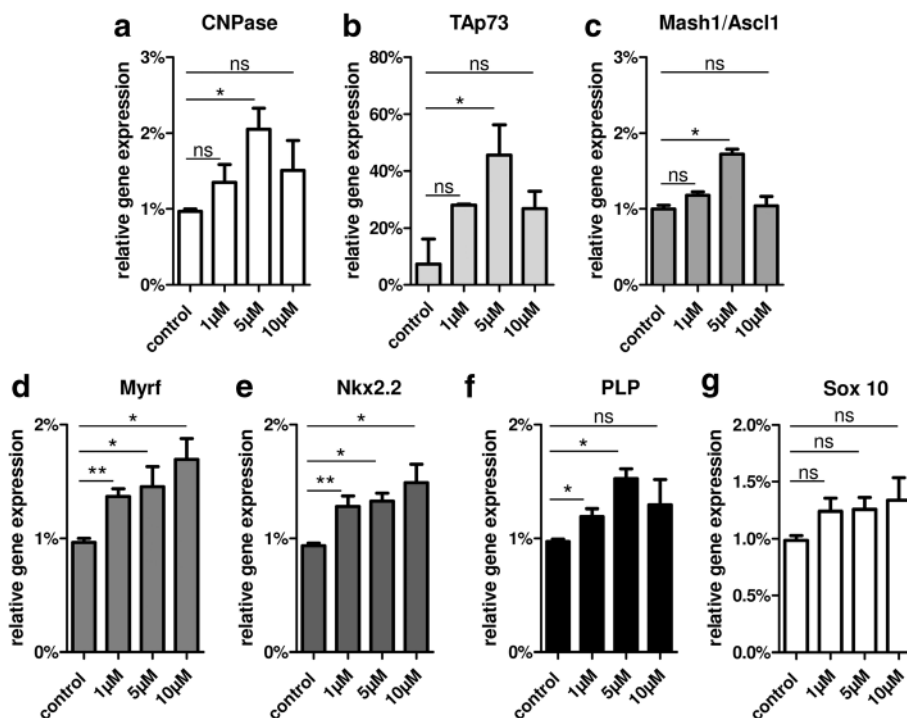 a CNPase
relative gene expression
3%
2%
1%
0%
ns
*
ns
control 1µM 5µM 10µM
b TAp73
relative gene expression
80%
60%
40%
20%
0%
ns
*
ns
control 1µM 5µM 10µM
c Mash1/Ascl1
relative gene expression
3%
2%
1%
0%
ns
*
ns
control 1µM 5µM 10µM
d Myrf
relative gene expression
2%
1%
0%
*
*
**
control 1µM 5µM 10µM
e Nkx2.2
relative gene expression
2%
1%
0%
*
*
**
control 1µM 5µM 10µM
f PLP
relative gene expression
2%
1%
0%
ns
*
*
control 1µM 5µM 10µM
g Sox 10
relative gene expression
2.0%
1.5%
1.0%
0.5%
0.0%
ns
ns
ns
control 1µM 5µM 10µM